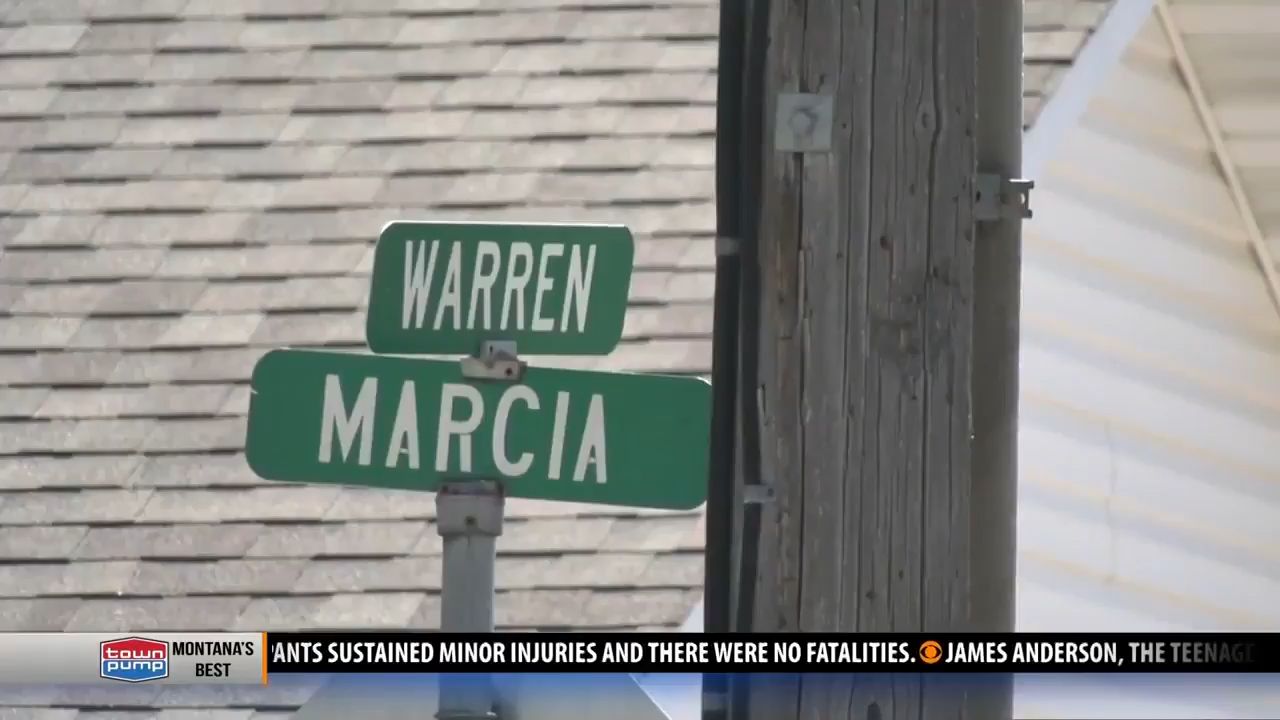 WARREN
MARCIA
town
pump
MONTANA'S
BEST
ANTS SUSTAINED MINOR INJURIES AND THERE WERE NO FATALITIES. JAMES ANDERSON, THE TEENAGE